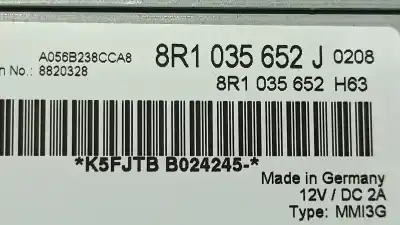 A056B238CCA8
8R1 035 652 J 0208
n No.: 8820328
8R1 035 652 H63
*K5FJTB B024245-*
Made in Germany
12V / DC 2A
Type: MMI3G